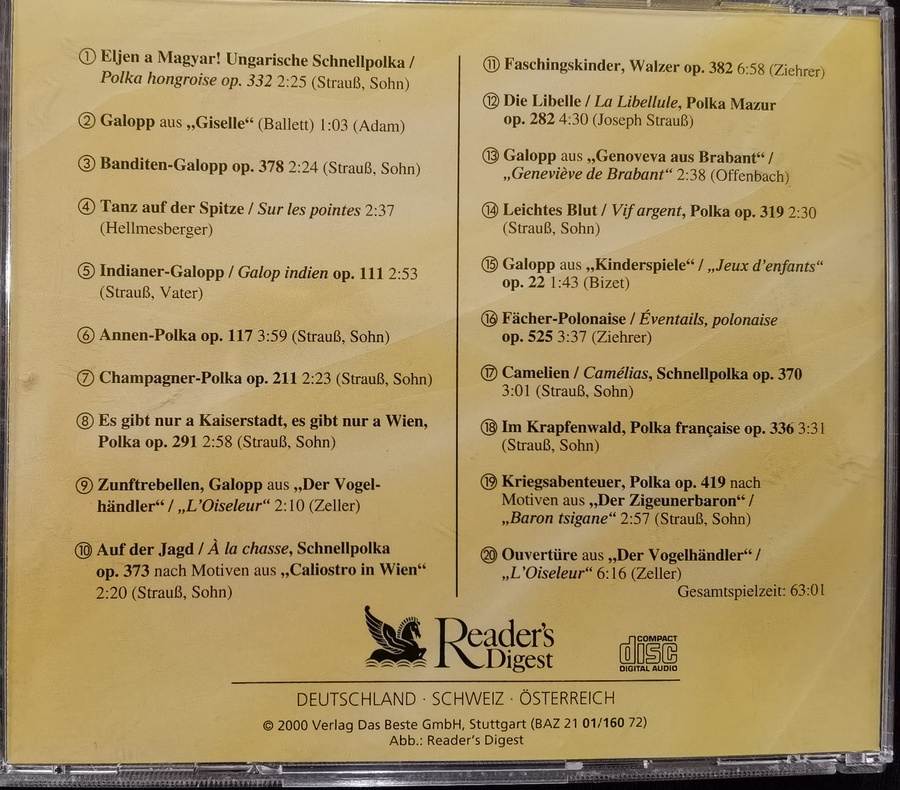 ① Eljen a Magyar! Ungarische Schnellpolka /
Polka hongroise op. 332 2:25 (Strauß, Sohn)
② Galopp aus „Giselle“ (Ballett) 1:03 (Adam)
③ Banditen-Galopp op. 378 2:24 (Strauß, Sohn)
④ Tanz auf der Spitze / Sur les pointes 2:37
(Hellmesberger)
⑤ Indianer-Galopp / Galop indien op. 111 2:53
(Strauß, Vater)
⑥ Annen-Polka op. 117 3:59 (Strauß, Sohn)
⑦ Champagner-Polka op. 211 2:23 (Strauß, Sohn)
⑧ Es gibt nur a Kaiserstadt, es gibt nur a Wien,
Polka op. 291 2:58 (Strauß, Sohn)
⑨ Zunftrebellen, Galopp aus „Der Vogel-
händler“ / „L'Oiseleur“ 2:10 (Zeller)
⑩ Auf der Jagd / À la chasse, Schnellpolka
op. 373 nach Motiven aus „Caliostro in Wien“
2:20 (Strauß, Sohn)
⑪ Faschingskinder, Walzer op. 382 6:58 (Ziehrer)
⑫ Die Libelle / La Libellule, Polka Mazur
op. 282 4:30 (Joseph Strauß)
⑬ Galopp aus „Genoveva aus Brabant“ /
„Geneviève de Brabant“ 2:38 (Offenbach)
⑭ Leichtes Blut / Vif argent, Polka op. 319 2:30
(Strauß, Sohn)
⑮ Galopp aus „Kinderspiele“ / „Jeux d'enfants“
op. 22 1:43 (Bizet)
⑯ Fächer-Polonaise / Éventails, polonaise
op. 525 3:37 (Ziehrer)
⑰ Camelien / Camélias, Schnellpolka op. 370
3:01 (Strauß, Sohn)
⑱ Im Krapfenwald, Polka française op. 336 3:31
(Strauß, Sohn)
⑲ Kriegsabenteuer, Polka op. 419 nach
Motiven aus „Der Zigeunerbaron“ /
„Baron tsigane“ 2:57 (Strauß, Sohn)
⑳ Ouvertüre aus „Der Vogelhändler“ /
„L'Oiseleur“ 6:16 (Zeller)
Gesamtspielzeit: 63:01
Reader's
Digest
COMPACT
disc
DIGITAL AUDIO
DEUTSCHLAND · SCHWEIZ · ÖSTERREICH
© 2000 Verlag Das Beste GmbH, Stuttgart (BAZ 21 01/160 72)
Abb.: Reader's Digest